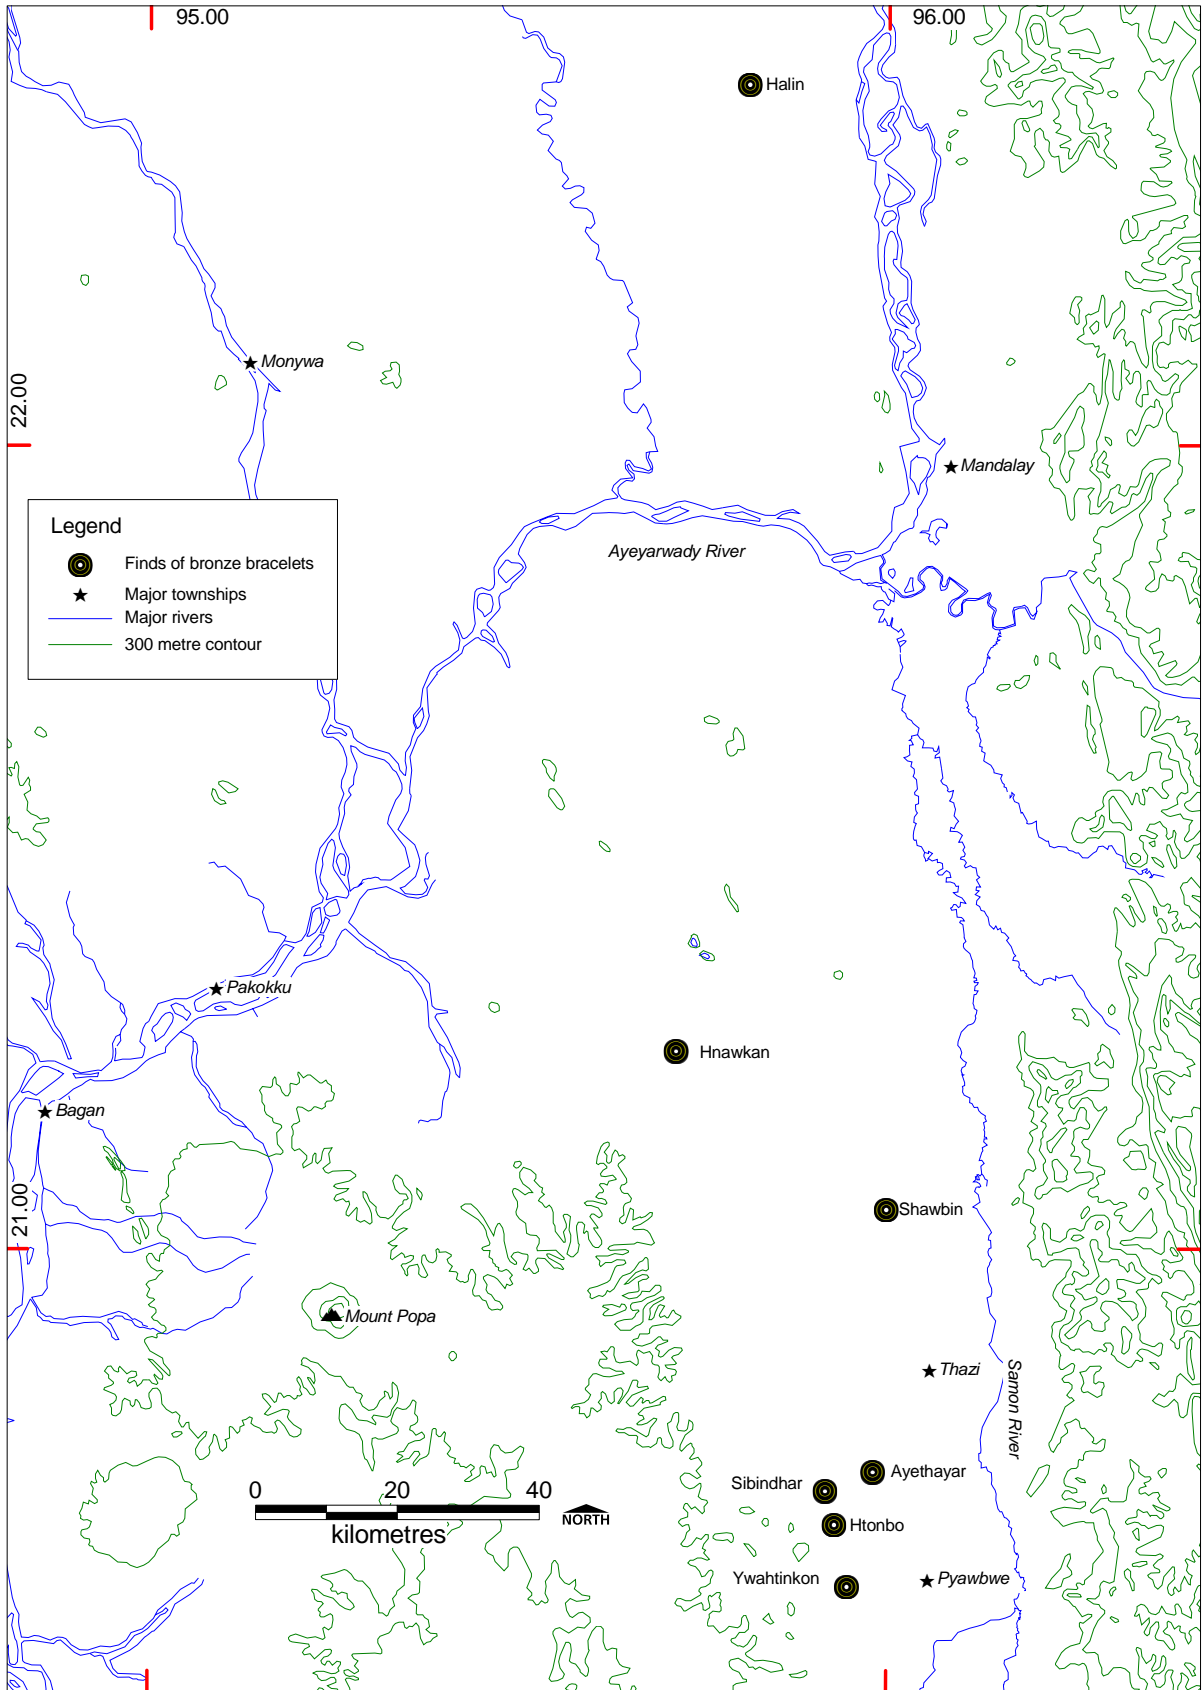 95.00
96.00
Halin
Monywa
22.00
Mandalay
Legend
Finds of bronze bracelets
Major townships
Major rivers
300 metre contour
Ayeyarwady River
Pakokku
Hnawkan
Bagan
Shawbin
21.00
Mount Popa
Thazi
Samon River
Ayethayar
Sibindhar
0 20 40
kilometres
NORTH
Htonbo
Ywahtinkon
Pyawbwe